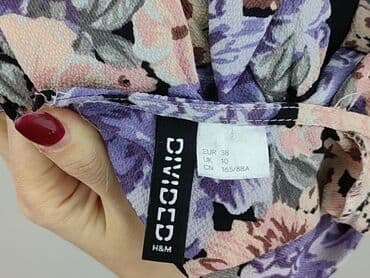 DIVIDED
H&M
EUR 38
UK 10
CN 165/88A